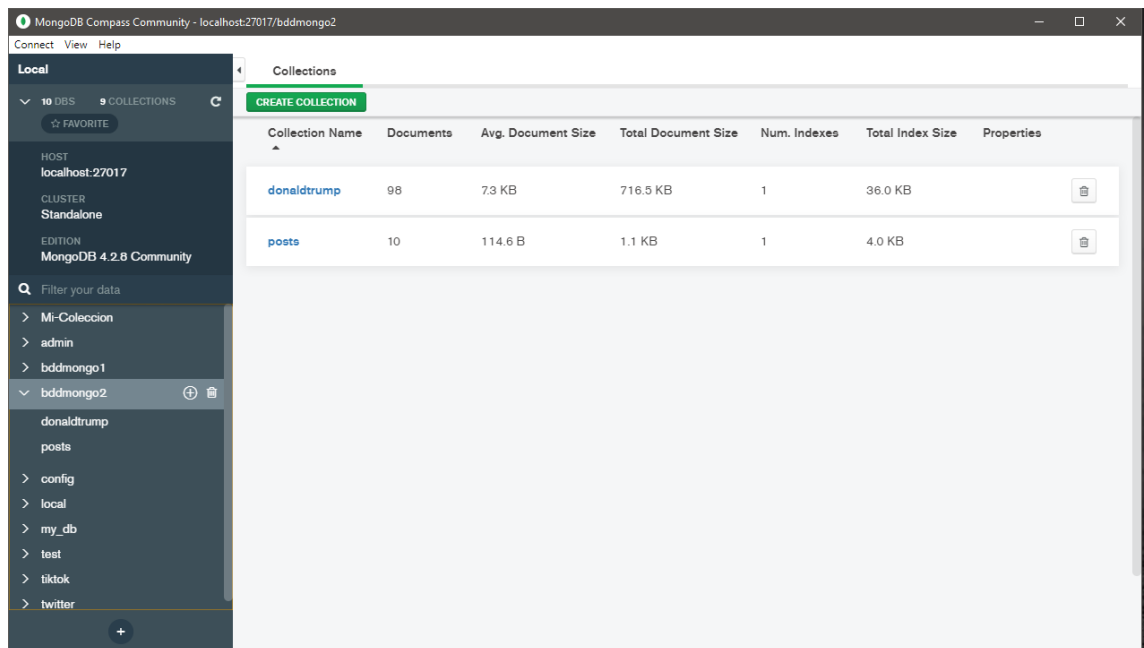 MongoDB Compass Community - localhost:27017/bddmongo2
Connect View Help
Local
10 DBS 9 COLLECTIONS
☆ FAVORITE
HOST
localhost:27017
CLUSTER
Standalone
EDITION
MongoDB 4.2.8 Community
Filter your data
Mi-Coleccion
admin
bddmongo1
bddmongo2
donaldtrump
posts
config
local
my_db
test
tiktok
twitter
Collections
CREATE COLLECTION
Collection Name Documents Avg. Document Size Total Document Size Num. Indexes Total Index Size Properties
donaldtrump 98 7.3 KB 716.5 KB 1 36.0 KB
posts 10 114.6 B 1.1 KB 1 4.0 KB